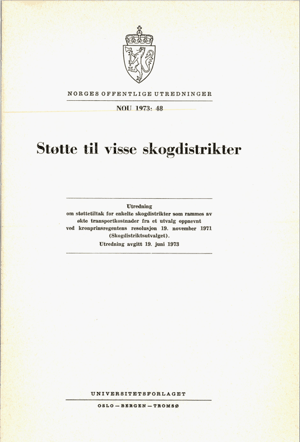 NORGES OFFENTLIGE UTREDNINGER
NOU 1973: 48
Støtte til visse skogdistrikter
Utredning
om støttetiltak for enkelte skogdistrikter som rammes av
økte transportkostnader fra et utvalg oppnevnt
ved kronprinsregentens resolusjon 19. november 1971
(Skogdistriktsutvalget).
Utredning avgitt 19. juni 1973
UNIVERSITETSFORLAGET
OSLO — BERGEN — TROMSØ